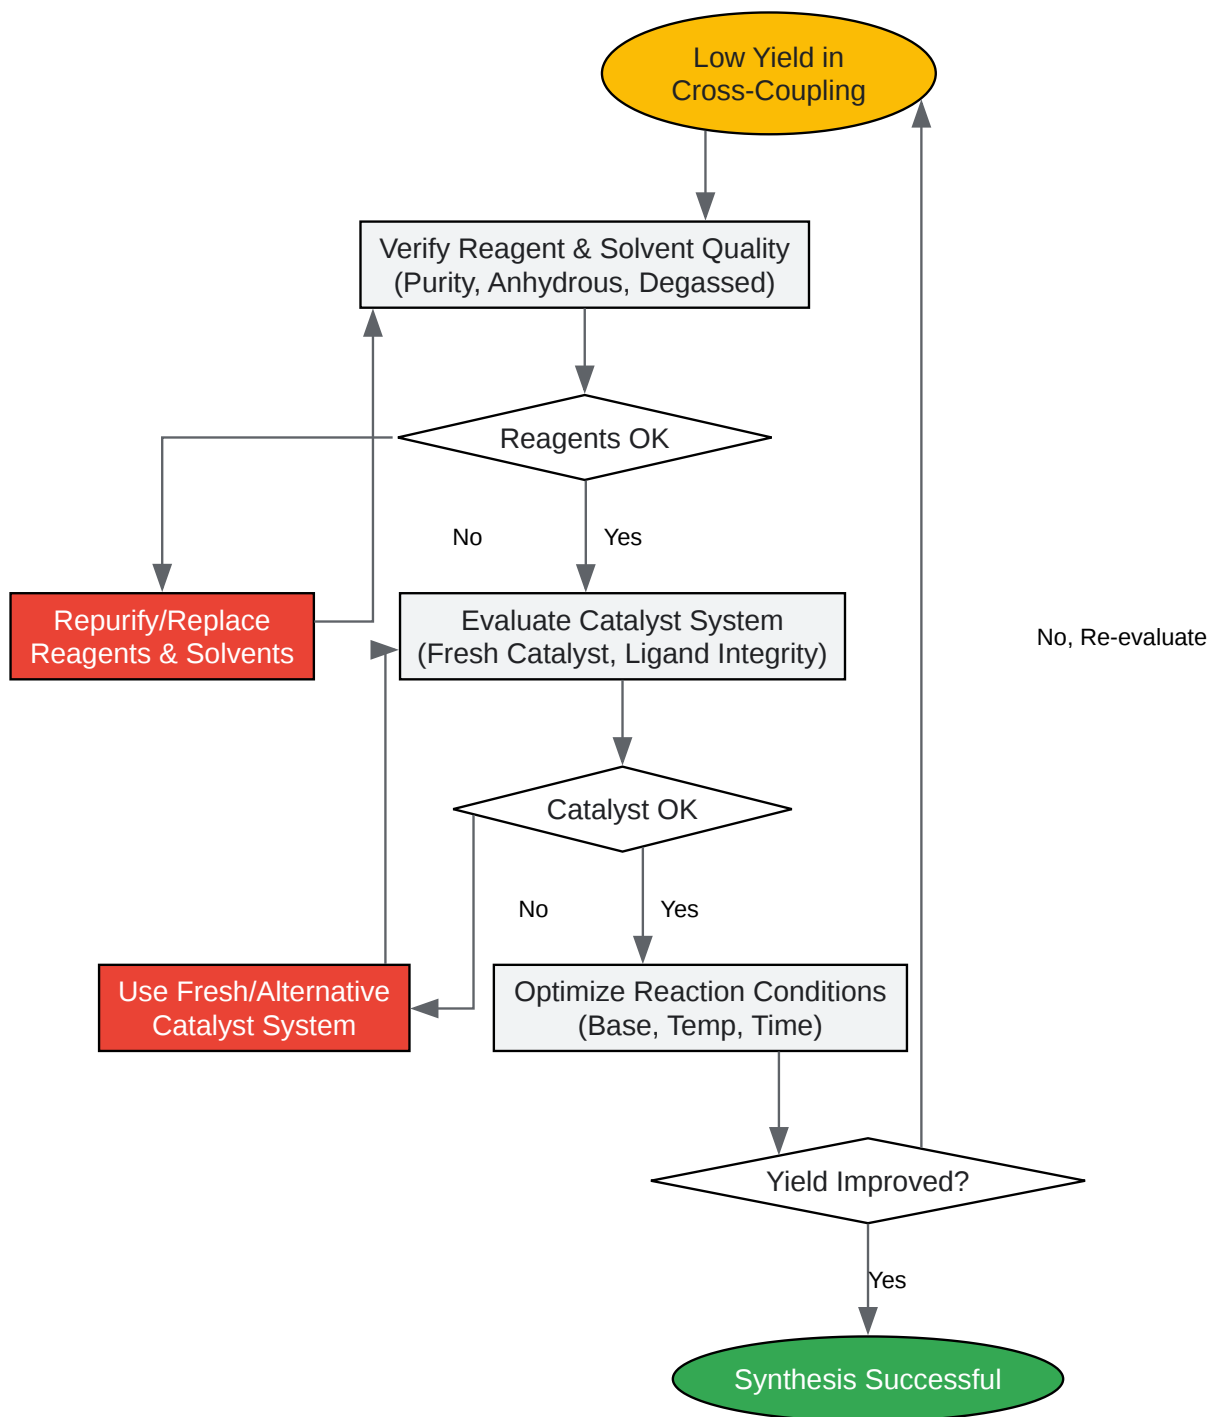 Low Yield in
Cross-Coupling
Verify Reagent & Solvent Quality
(Purity, Anhydrous, Degassed)
Reagents OK
No
Yes
Repurify/Replace
Reagents & Solvents
Evaluate Catalyst System
(Fresh Catalyst, Ligand Integrity)
No, Re-evaluate
Catalyst OK
No
Yes
Use Fresh/Alternative
Catalyst System
Optimize Reaction Conditions
(Base, Temp, Time)
Yield Improved?
Yes
Synthesis Successful